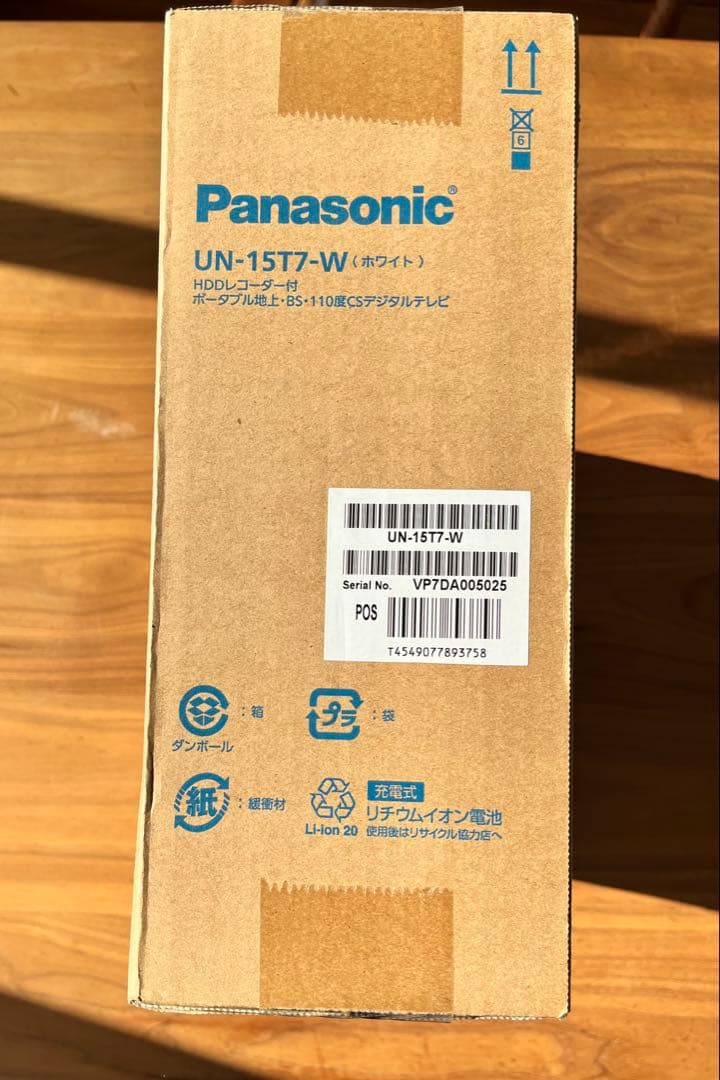 6
Panasonic®
UN-15T7-W（ホワイト）
HDDレコーダー付
ポータブル地上・BS・110度CSデジタルテレビ
UN-15T7-W
Serial No. VP7DA005025
POS
T4549077893758
：箱
ダンボール
プラ ：袋
紙 ：緩衝材
充電式
リチウムイオン電池
Li-ion 20 使用後はリサイクル協力店へ